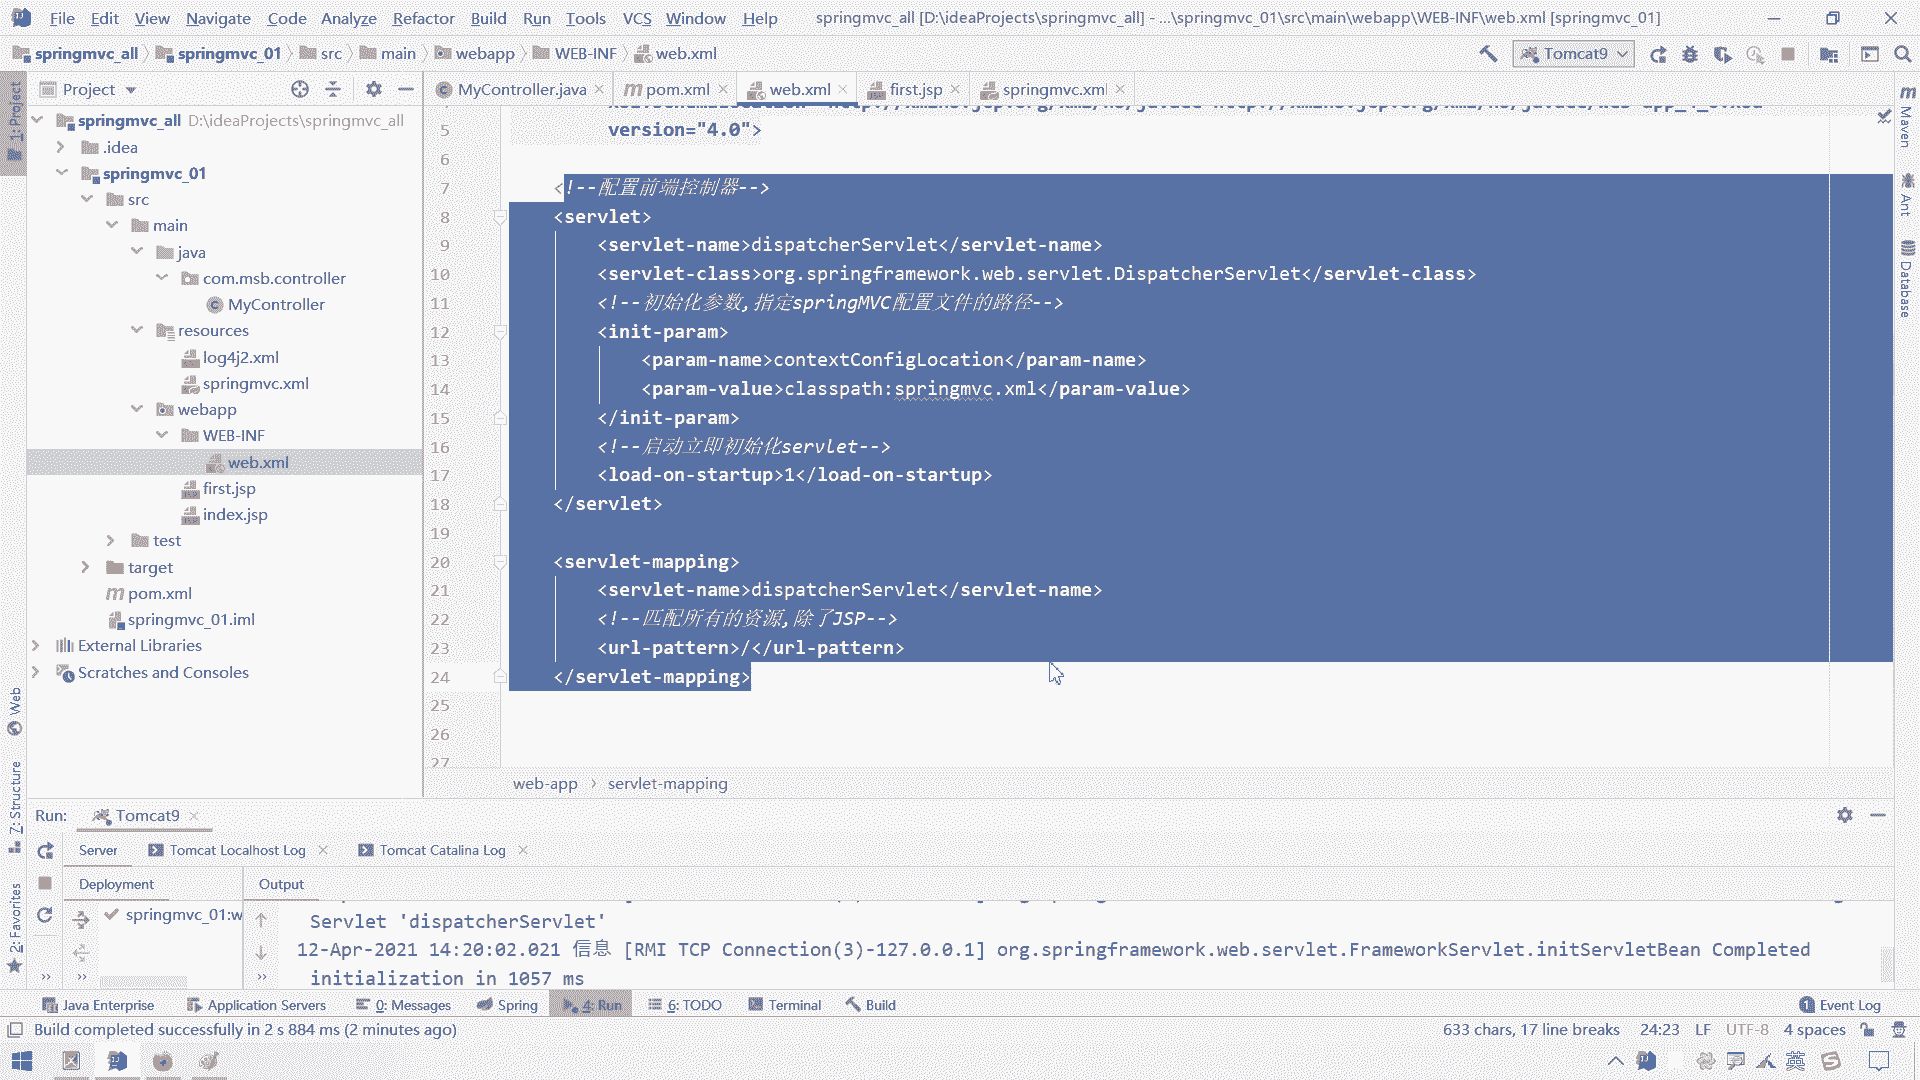 File Edit View Navigate Code Analyze Refactor Build Run Tools VCS Window Help springmvc_all [D:\ideaProjects\springmvc_all] - ...\springmvc_01\src\main\webapp\WEB-INF\web.xml [springmvc_01]
springmvc_all springmvc_01 src main webapp WEB-INF web.xml Tomcat9
Project MyController.java pom.xml web.xml first.jsp springmvc.xml
1: Project
springmvc_all D:\ideaProjects\springmvc_all
.idea
springmvc_01
src
main
java
com.msb.controller
MyController
resources
log4j2.xml
springmvc.xml
webapp
WEB-INF
web.xml
first.jsp
index.jsp
test
target
pom.xml
springmvc_01.iml
External Libraries
Scratches and Consoles
5 version="4.0">
6
7 <!--配置前端控制器-->
8 <servlet>
9 <servlet-name>dispatcherServlet</servlet-name>
10 <servlet-class>org.springframework.web.servlet.DispatcherServlet</servlet-class>
11 <!--初始化参数,指定springMVC配置文件的路径-->
12 <init-param>
13 <param-name>contextConfigLocation</param-name>
14 <param-value>classpath:springmvc.xml</param-value>
15 </init-param>
16 <!--启动立即初始化servlet-->
17 <load-on-startup>1</load-on-startup>
18 </servlet>
19
20 <servlet-mapping>
21 <servlet-name>dispatcherServlet</servlet-name>
22 <!--匹配所有的资源,除了JSP-->
23 <url-pattern>/</url-pattern>
24 </servlet-mapping>
25
26
27
web-app servlet-mapping
Maven
Ant
Database
Web
7: Structure
2: Favorites
Run: Tomcat9
Server Tomcat Localhost Log Tomcat Catalina Log
Deployment Output
springmvc_01:w
Servlet 'dispatcherServlet'
12-Apr-2021 14:20:02.021 信息 [RMI TCP Connection(3)-127.0.0.1] org.springframework.web.servlet.FrameworkServlet.initServletBean Completed
initialization in 1057 ms
Java Enterprise Application Servers 0: Messages Spring 4: Run 6: TODO Terminal Build 1 Event Log
Build completed successfully in 2 s 884 ms (2 minutes ago) 633 chars, 17 line breaks 24:23 LF UTF-8 4 spaces
英